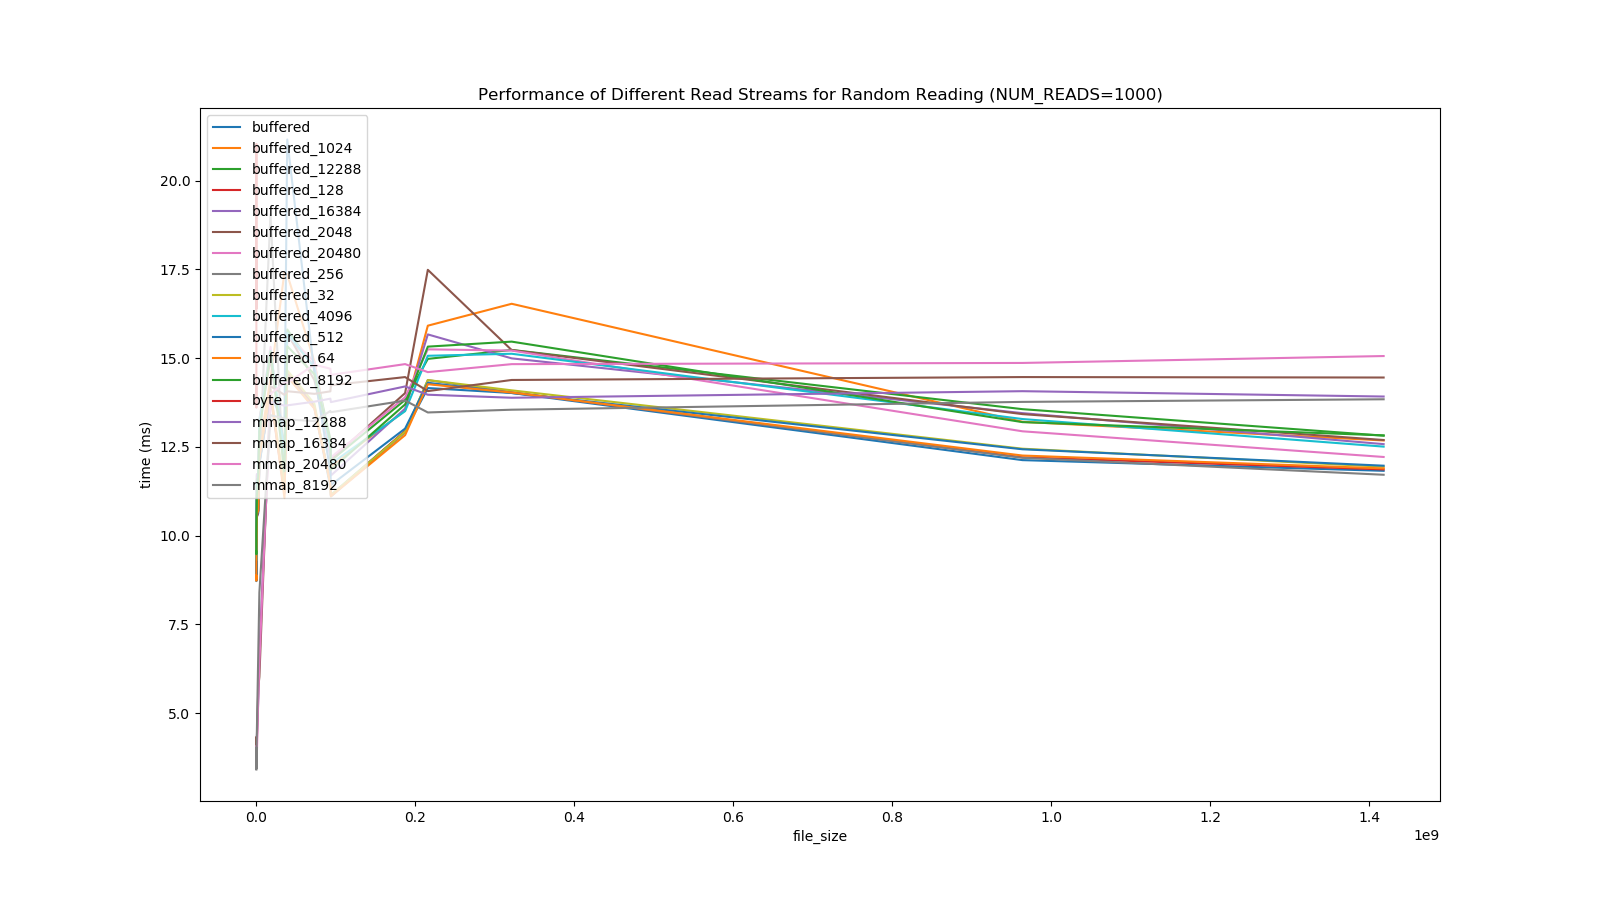 Performance of Different Read Streams for Random Reading (NUM_READS=1000)
buffered
buffered_1024
buffered_12288
buffered_128
buffered_16384
buffered_2048
buffered_20480
buffered_256
buffered_32
buffered_4096
buffered_512
buffered_64
buffered_8192
byte
mmap_12288
mmap_16384
mmap_20480
mmap_8192
time (ms)
20.0
17.5
15.0
12.5
10.0
7.5
5.0
0.0 0.2 0.4 0.6 0.8 1.0 1.2 1.4
1e9
file_size